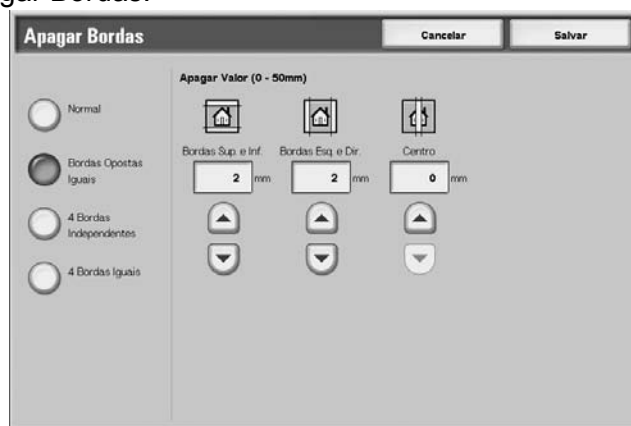 gar Bordas.
Apagar Bordas
Cancelar
Salvar
Apagar Valor (0 - 50mm)
Normal
Bordas Opostas
Iguais
4 Bordas
Independentes
4 Bordas Iguais
Bordas Sup. e Inf.
Bordas Esq. e Dir.
Centro
2 mm
2 mm
0 mm